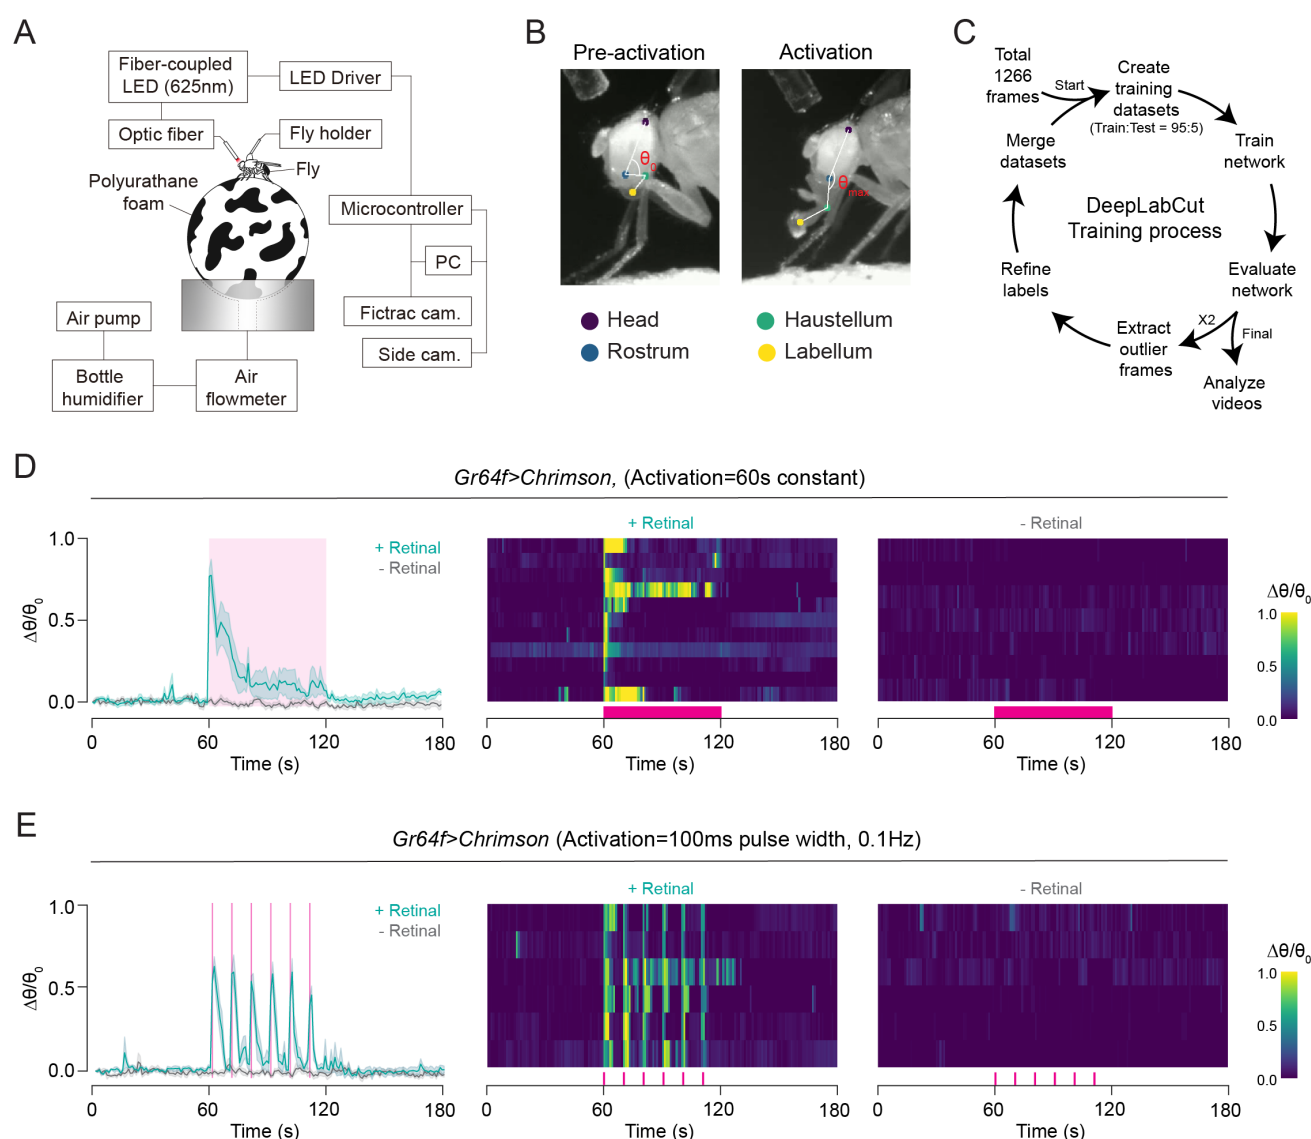 A
Fiber-coupled
LED (625nm)
LED Driver
Optic fiber
Fly holder
Fly
Polyurathane
foam
Microcontroller
PC
Fictrac cam.
Side cam.
Air pump
Bottle
humidifier
Air
flowmeter
B
Pre-activation
Activation
θ0
θmax
Head
Haustellum
Rostrum
Labellum
C
Total
1266
frames
Start
Create
training
datasets
(Train:Test = 95:5)
Train
network
Evaluate
network
X2
Final
Analyze
videos
Extract
outlier
frames
Refine
labels
Merge
datasets
DeepLabCut
Training process
D
Gr64f>Chrimson, (Activation=60s constant)
1.0
0.5
0.0
Δθ/θ0
+ Retinal
- Retinal
0
60
120
180
Time (s)
+ Retinal
0
60
120
180
Time (s)
- Retinal
0
60
120
180
Time (s)
Δθ/θ0
1.0
0.5
0.0
E
Gr64f>Chrimson (Activation=100ms pulse width, 0.1Hz)
1.0
0.5
0.0
Δθ/θ0
+ Retinal
- Retinal
0
60
120
180
Time (s)
+ Retinal
0
60
120
180
Time (s)
- Retinal
0
60
120
180
Time (s)
Δθ/θ0
1.0
0.5
0.0